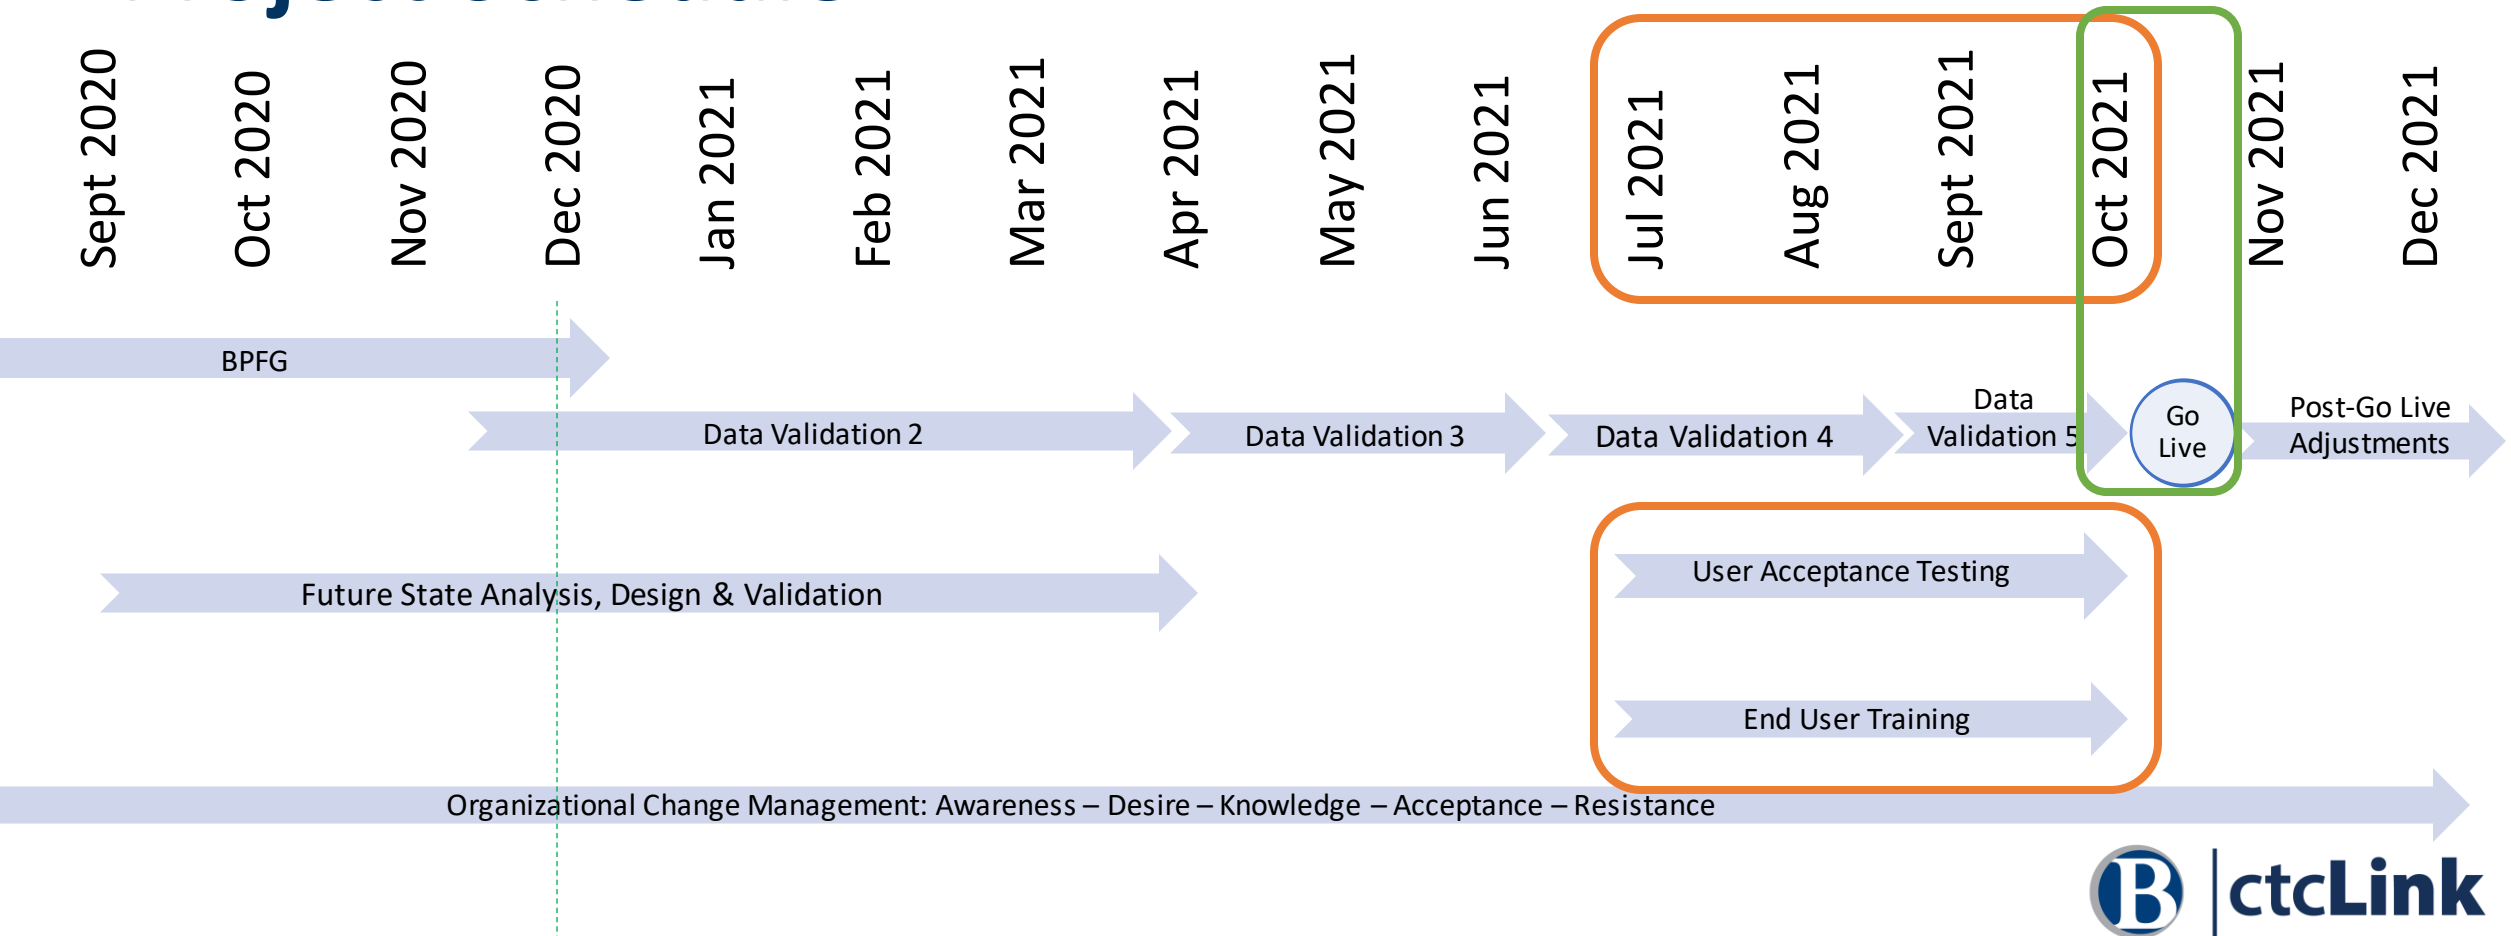 Project Schedule
Sept 2020
Oct 2020
Nov 2020
Dec 2020
Jan 2021
Feb 2021
Mar 2021
Apr 2021
May 2021
Jun 2021
Jul 2021
Aug 2021
Sept 2021
Oct 2021
Nov 2021
Dec 2021
BPFG
Data Validation 2
Data Validation 3
Data Validation 4
Data
Validation 5
Go
Live
Post-Go Live
Adjustments
Future State Analysis, Design & Validation
User Acceptance Testing
End User Training
Organizational Change Management: Awareness – Desire – Knowledge – Acceptance – Resistance
B
ctcLink